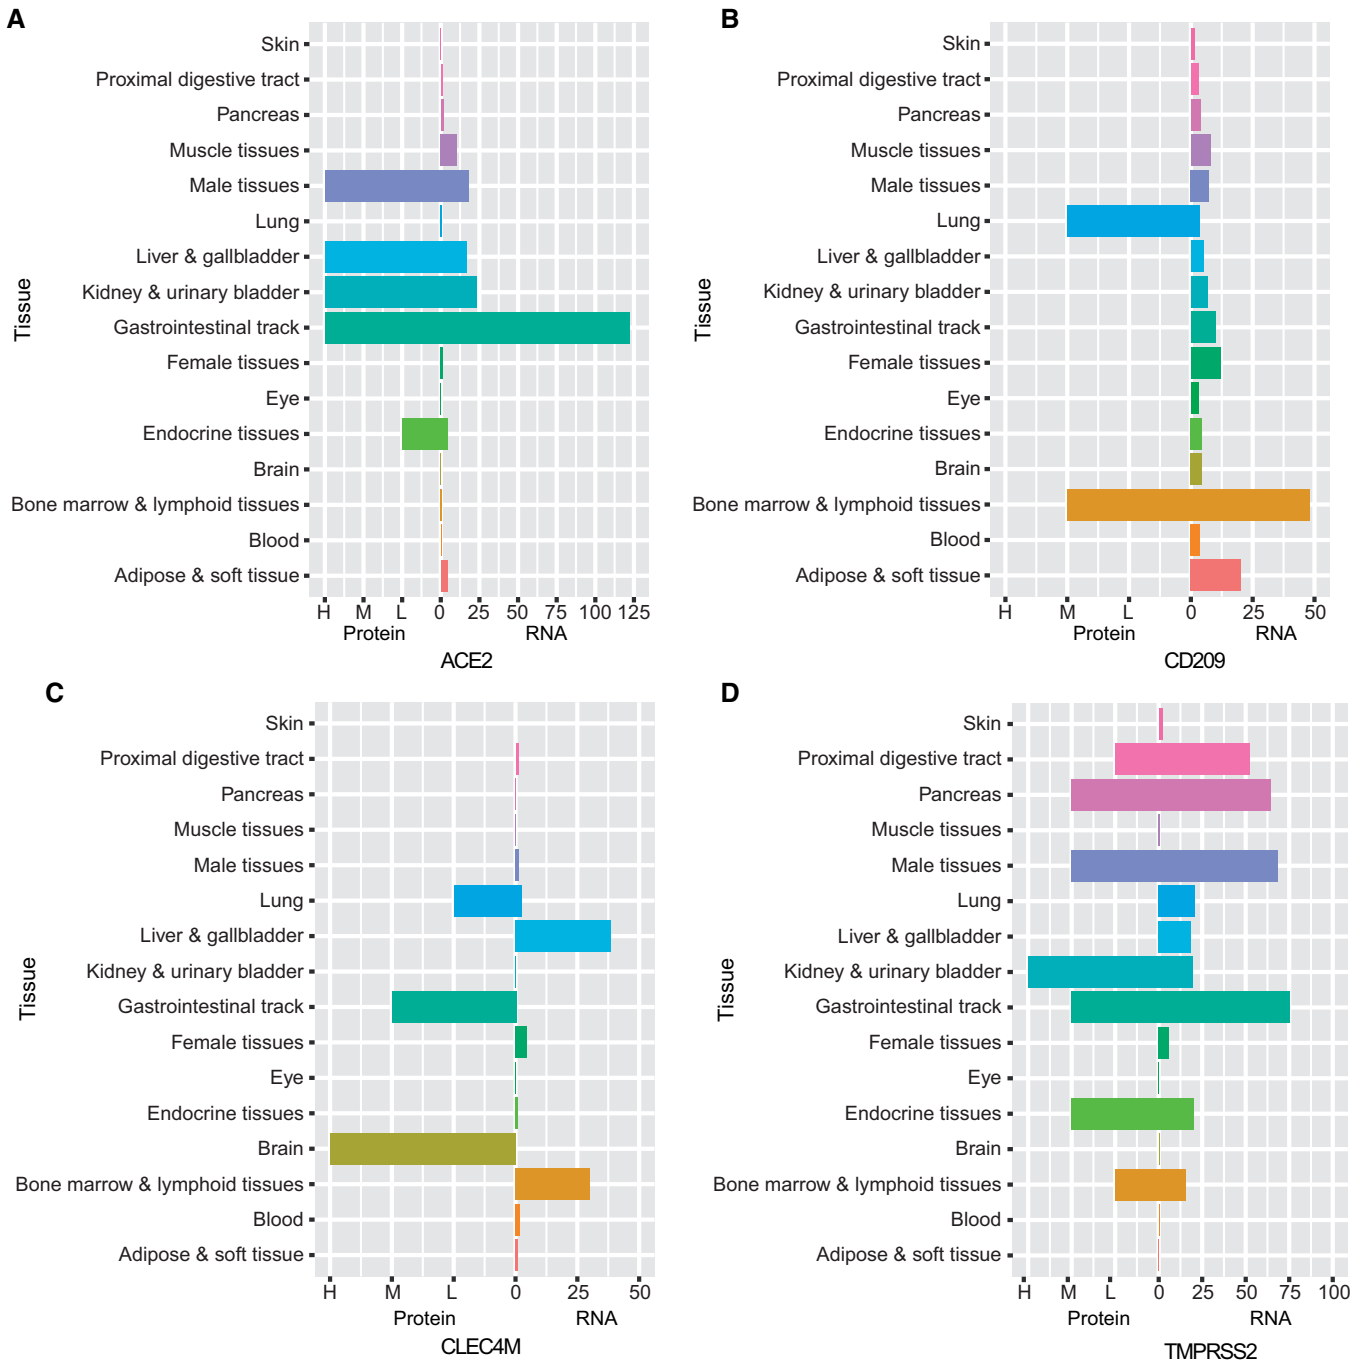 A
Skin
Proximal digestive tract
Pancreas
Muscle tissues
Male tissues
Lung
Liver & gallbladder
Kidney & urinary bladder
Gastrointestinal track
Female tissues
Eye
Endocrine tissues
Brain
Bone marrow & lymphoid tissues
Blood
Adipose & soft tissue
Tissue
H M L 0 25 50 75 100 125
Protein RNA
ACE2
B
Skin
Proximal digestive tract
Pancreas
Muscle tissues
Male tissues
Lung
Liver & gallbladder
Kidney & urinary bladder
Gastrointestinal track
Female tissues
Eye
Endocrine tissues
Brain
Bone marrow & lymphoid tissues
Blood
Adipose & soft tissue
Tissue
H M L 0 25 50
Protein RNA
CD209
C
Skin
Proximal digestive tract
Pancreas
Muscle tissues
Male tissues
Lung
Liver & gallbladder
Kidney & urinary bladder
Gastrointestinal track
Female tissues
Eye
Endocrine tissues
Brain
Bone marrow & lymphoid tissues
Blood
Adipose & soft tissue
Tissue
H M L 0 25 50
Protein RNA
CLEC4M
D
Skin
Proximal digestive tract
Pancreas
Muscle tissues
Male tissues
Lung
Liver & gallbladder
Kidney & urinary bladder
Gastrointestinal track
Female tissues
Eye
Endocrine tissues
Brain
Bone marrow & lymphoid tissues
Blood
Adipose & soft tissue
Tissue
H M L 0 25 50 75 100
Protein RNA
TMPRSS2